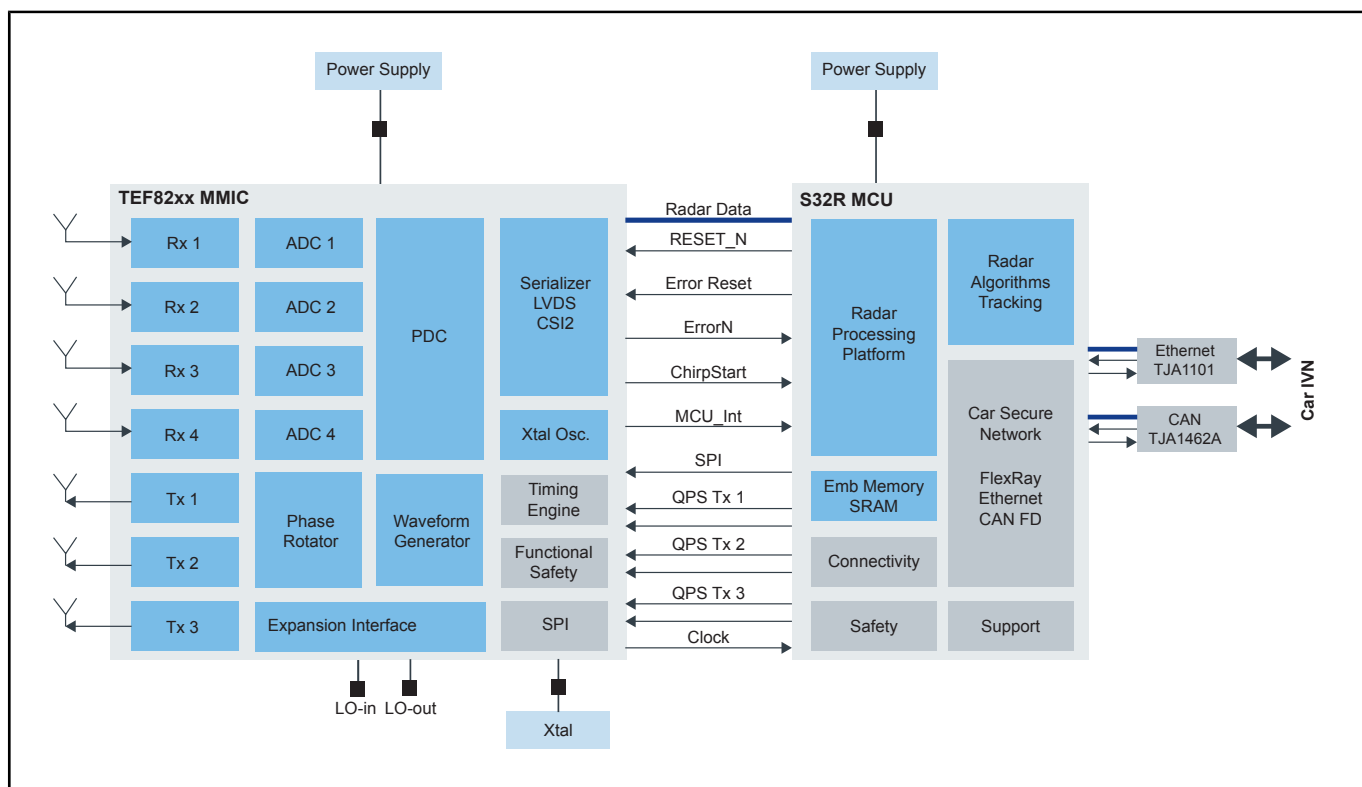 Power Supply
Power Supply
TEF82xx MMIC
Rx 1
Rx 2
Rx 3
Rx 4
Tx 1
Tx 2
Tx 3
ADC 1
ADC 2
ADC 3
ADC 4
Phase
Rotator
PDC
Waveform
Generator
Expansion Interface
Serializer
LVDS
CSI2
Xtal Osc.
Timing
Engine
Functional
Safety
SPI
LO-in
LO-out
Xtal
Radar Data
RESET_N
Error Reset
ErrorN
ChirpStart
MCU_Int
SPI
QPS Tx 1
QPS Tx 2
QPS Tx 3
Clock
S32R MCU
Radar
Processing
Platform
Emb Memory
SRAM
Connectivity
Safety
Radar
Algorithms
Tracking
Car Secure
Network
FlexRay
Ethernet
CAN FD
Support
Ethernet
TJA1101
CAN
TJA1462A
Car IVN